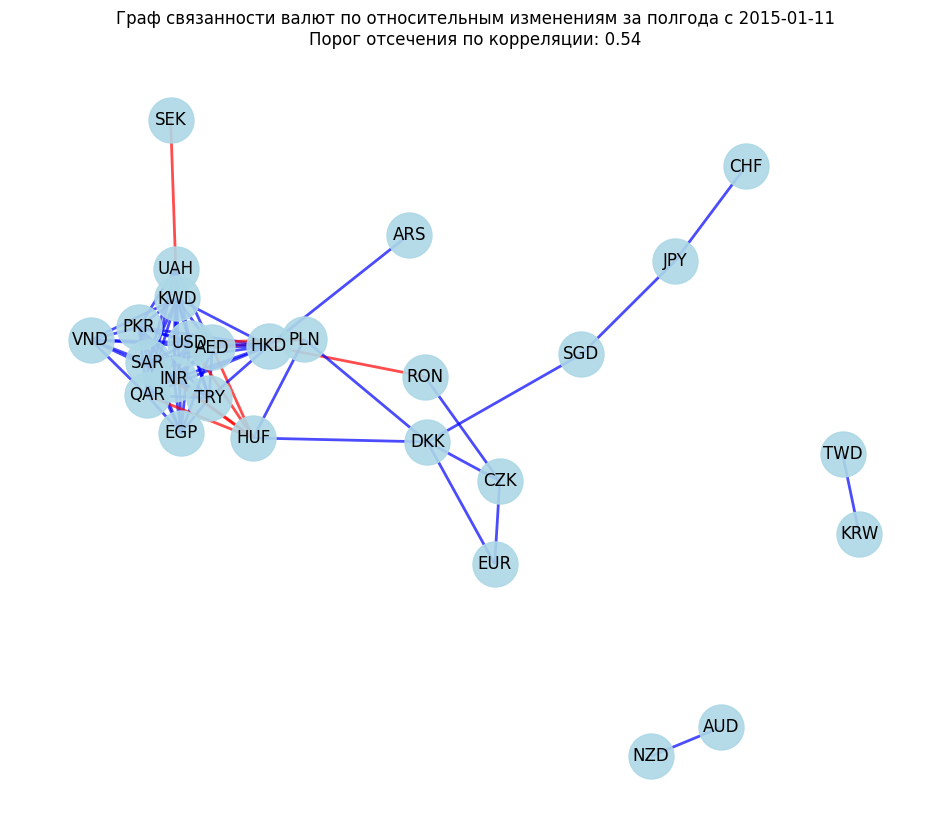 Граф связанности валют по относительным изменениям за полгода с 2015-01-11
Порог отсечения по корреляции: 0.54
SEK
CHF
ARS
JPY
UAH
KWD
PKR
VND
USD
AED
HKD
PLN
SGD
SAR
INR
RON
QAR
TRY
EGP
HUF
DKK
TWD
CZK
KRW
EUR
AUD
NZD